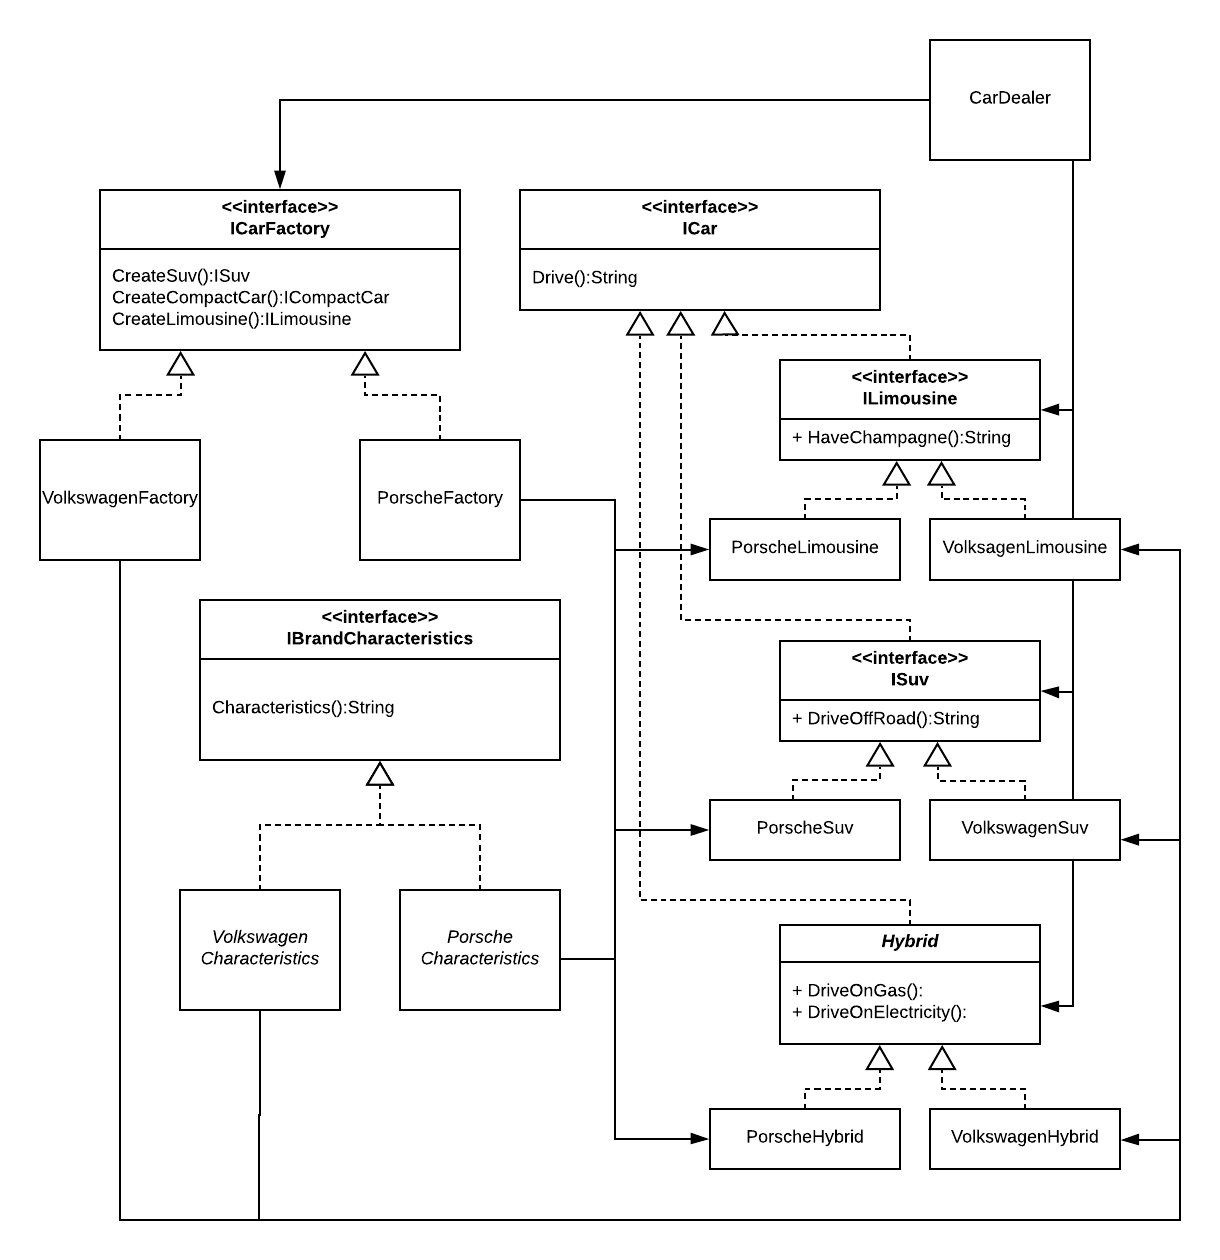 CarDealer
<<interface>>
ICarFactory
CreateSuv():ISuv
CreateCompactCar():ICompactCar
CreateLimousine():ILimousine
<<interface>>
ICar
Drive():String
<<interface>>
ILimousine
+ HaveChampagne():String
VolkswagenFactory
PorscheFactory
PorscheLimousine
VolksagenLimousine
<<interface>>
IBrandCharacteristics
Characteristics():String
<<interface>>
ISuv
+ DriveOffRoad():String
PorscheSuv
VolkswagenSuv
Volkswagen
Characteristics
Porsche
Characteristics
Hybrid
+ DriveOnGas():
+ DriveOnElectricity():
PorscheHybrid
VolkswagenHybrid